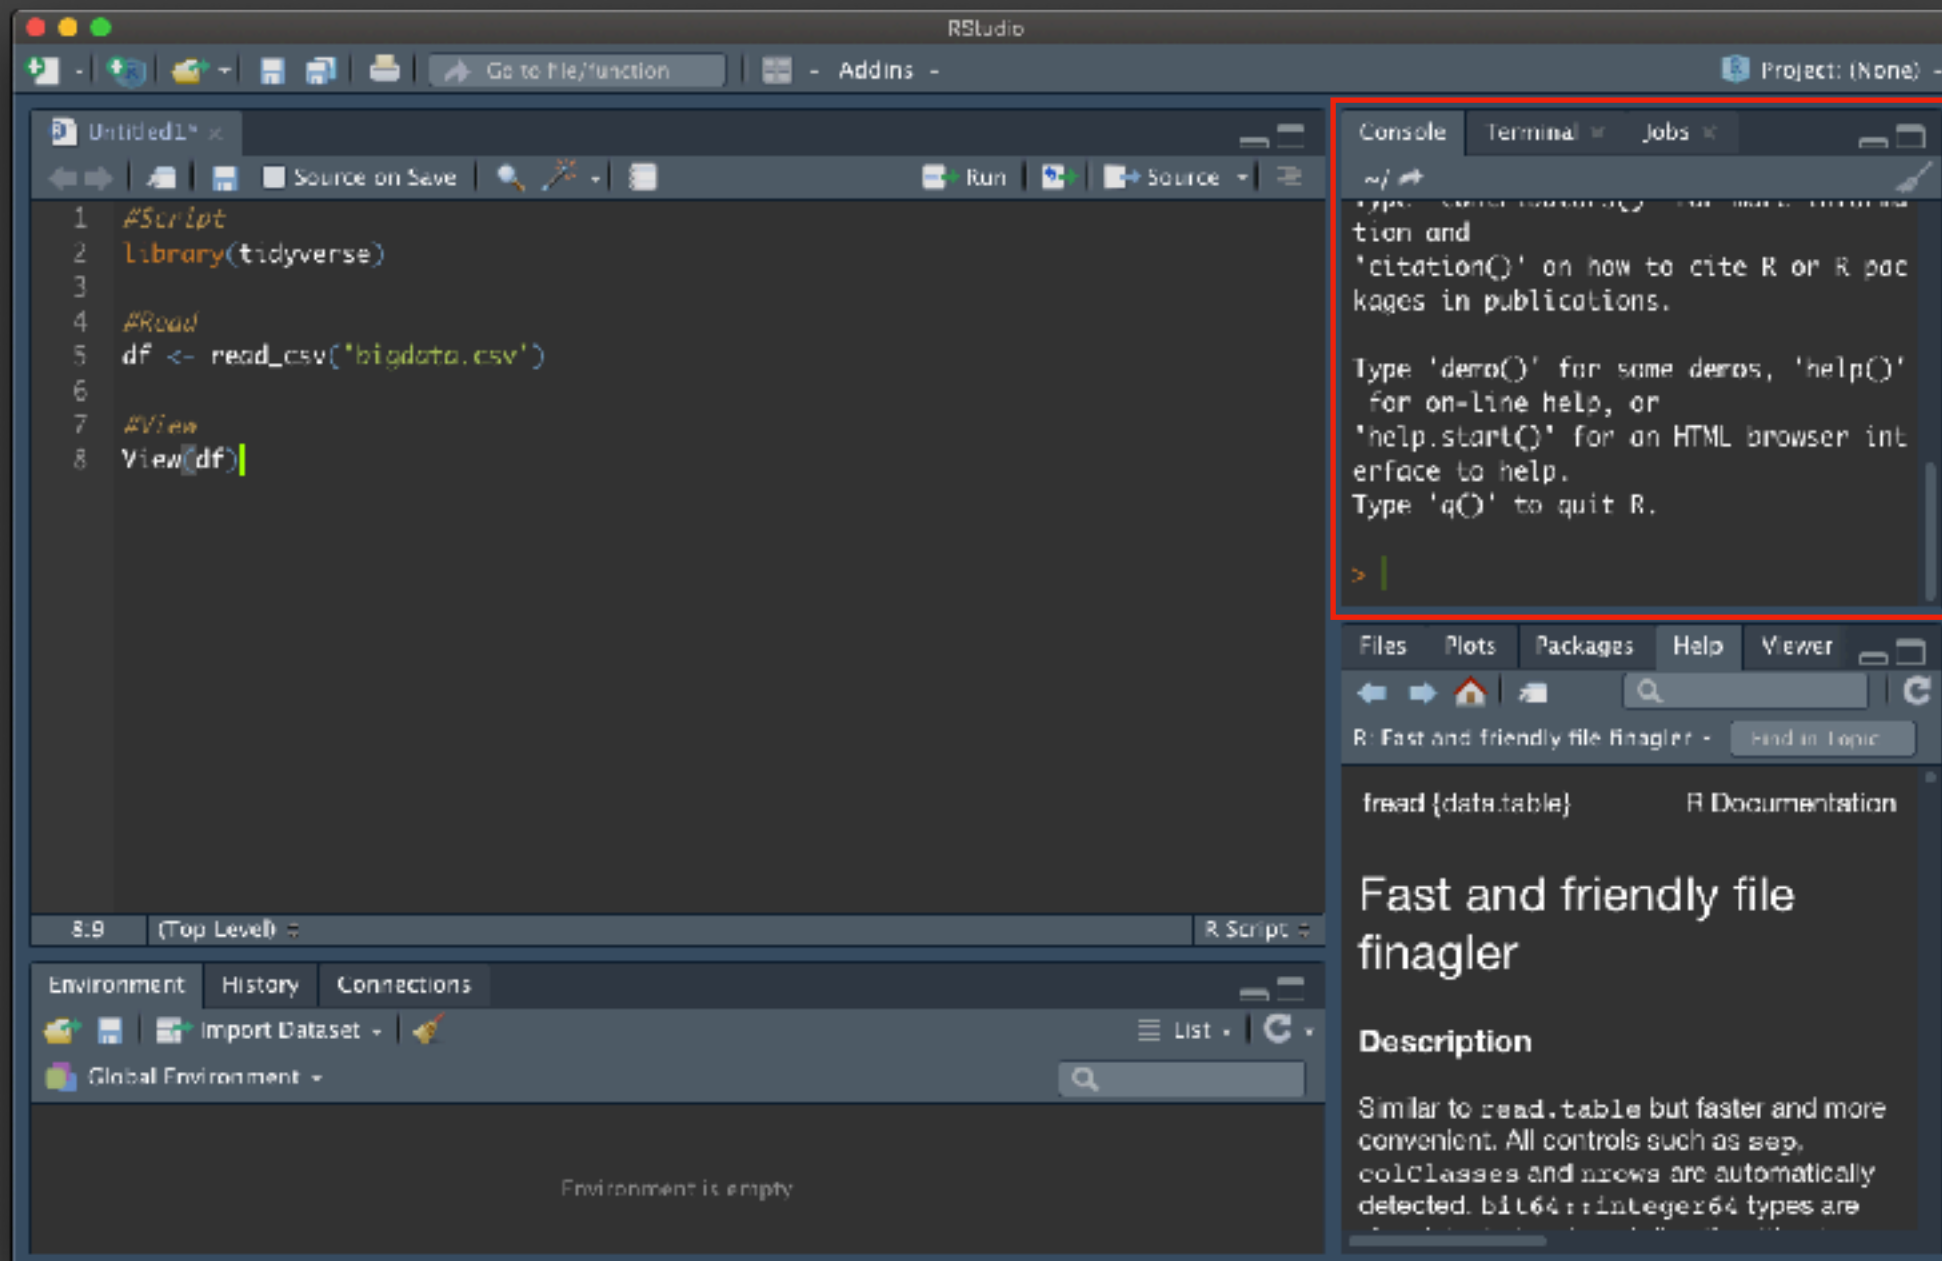 RStudio
Go to file/function
Addins
Project: (None)
Untitled1*
Source on Save
Run
Source
1 #Script
2 library(tidyverse)
3
4 #Read
5 df <- read_csv('bigdata.csv')
6
7 #View
8 View(df)
8:9
(Top Level)
R Script
Environment
History
Connections
Import Dataset
List
Global Environment
Environment is empty
Console
Terminal
Jobs
~/
Type 'contributors()' for more informa
tion and
'citation()' on how to cite R or R pac
kages in publications.
Type 'demo()' for some demos, 'help()'
for on-line help, or
'help.start()' for an HTML browser int
erface to help.
Type 'q()' to quit R.
>
Files
Plots
Packages
Help
Viewer
R: Fast and friendly file finagler
Find in Topic
fread {data.table}
R Documentation
Fast and friendly file
finagler
Description
Similar to read.table but faster and more
convenient. All controls such as sep,
colClasses and nrows are automatically
detected. bit64::integer64 types are